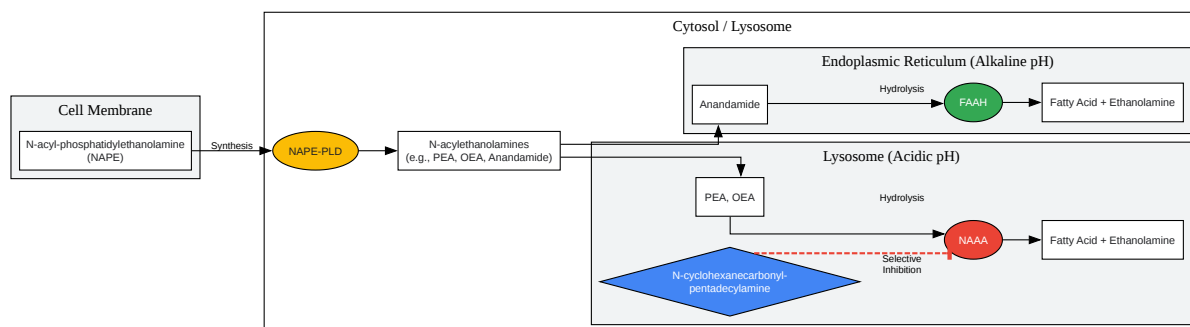 Cytosol / Lysosome
Endoplasmic Reticulum (Alkaline pH)
Anandamide
Hydrolysis
FAAH
Fatty Acid + Ethanolamine
Cell Membrane
N-acyl-phosphatidylethanolamine
(NAPE)
Synthesis
NAPE-PLD
N-acylethanolamines
(e.g., PEA, OEA, Anandamide)
Lysosome (Acidic pH)
PEA, OEA
Hydrolysis
NAAA
Fatty Acid + Ethanolamine
Selective
Inhibition
N-cyclohexanecarbonyl-
pentadecylamine